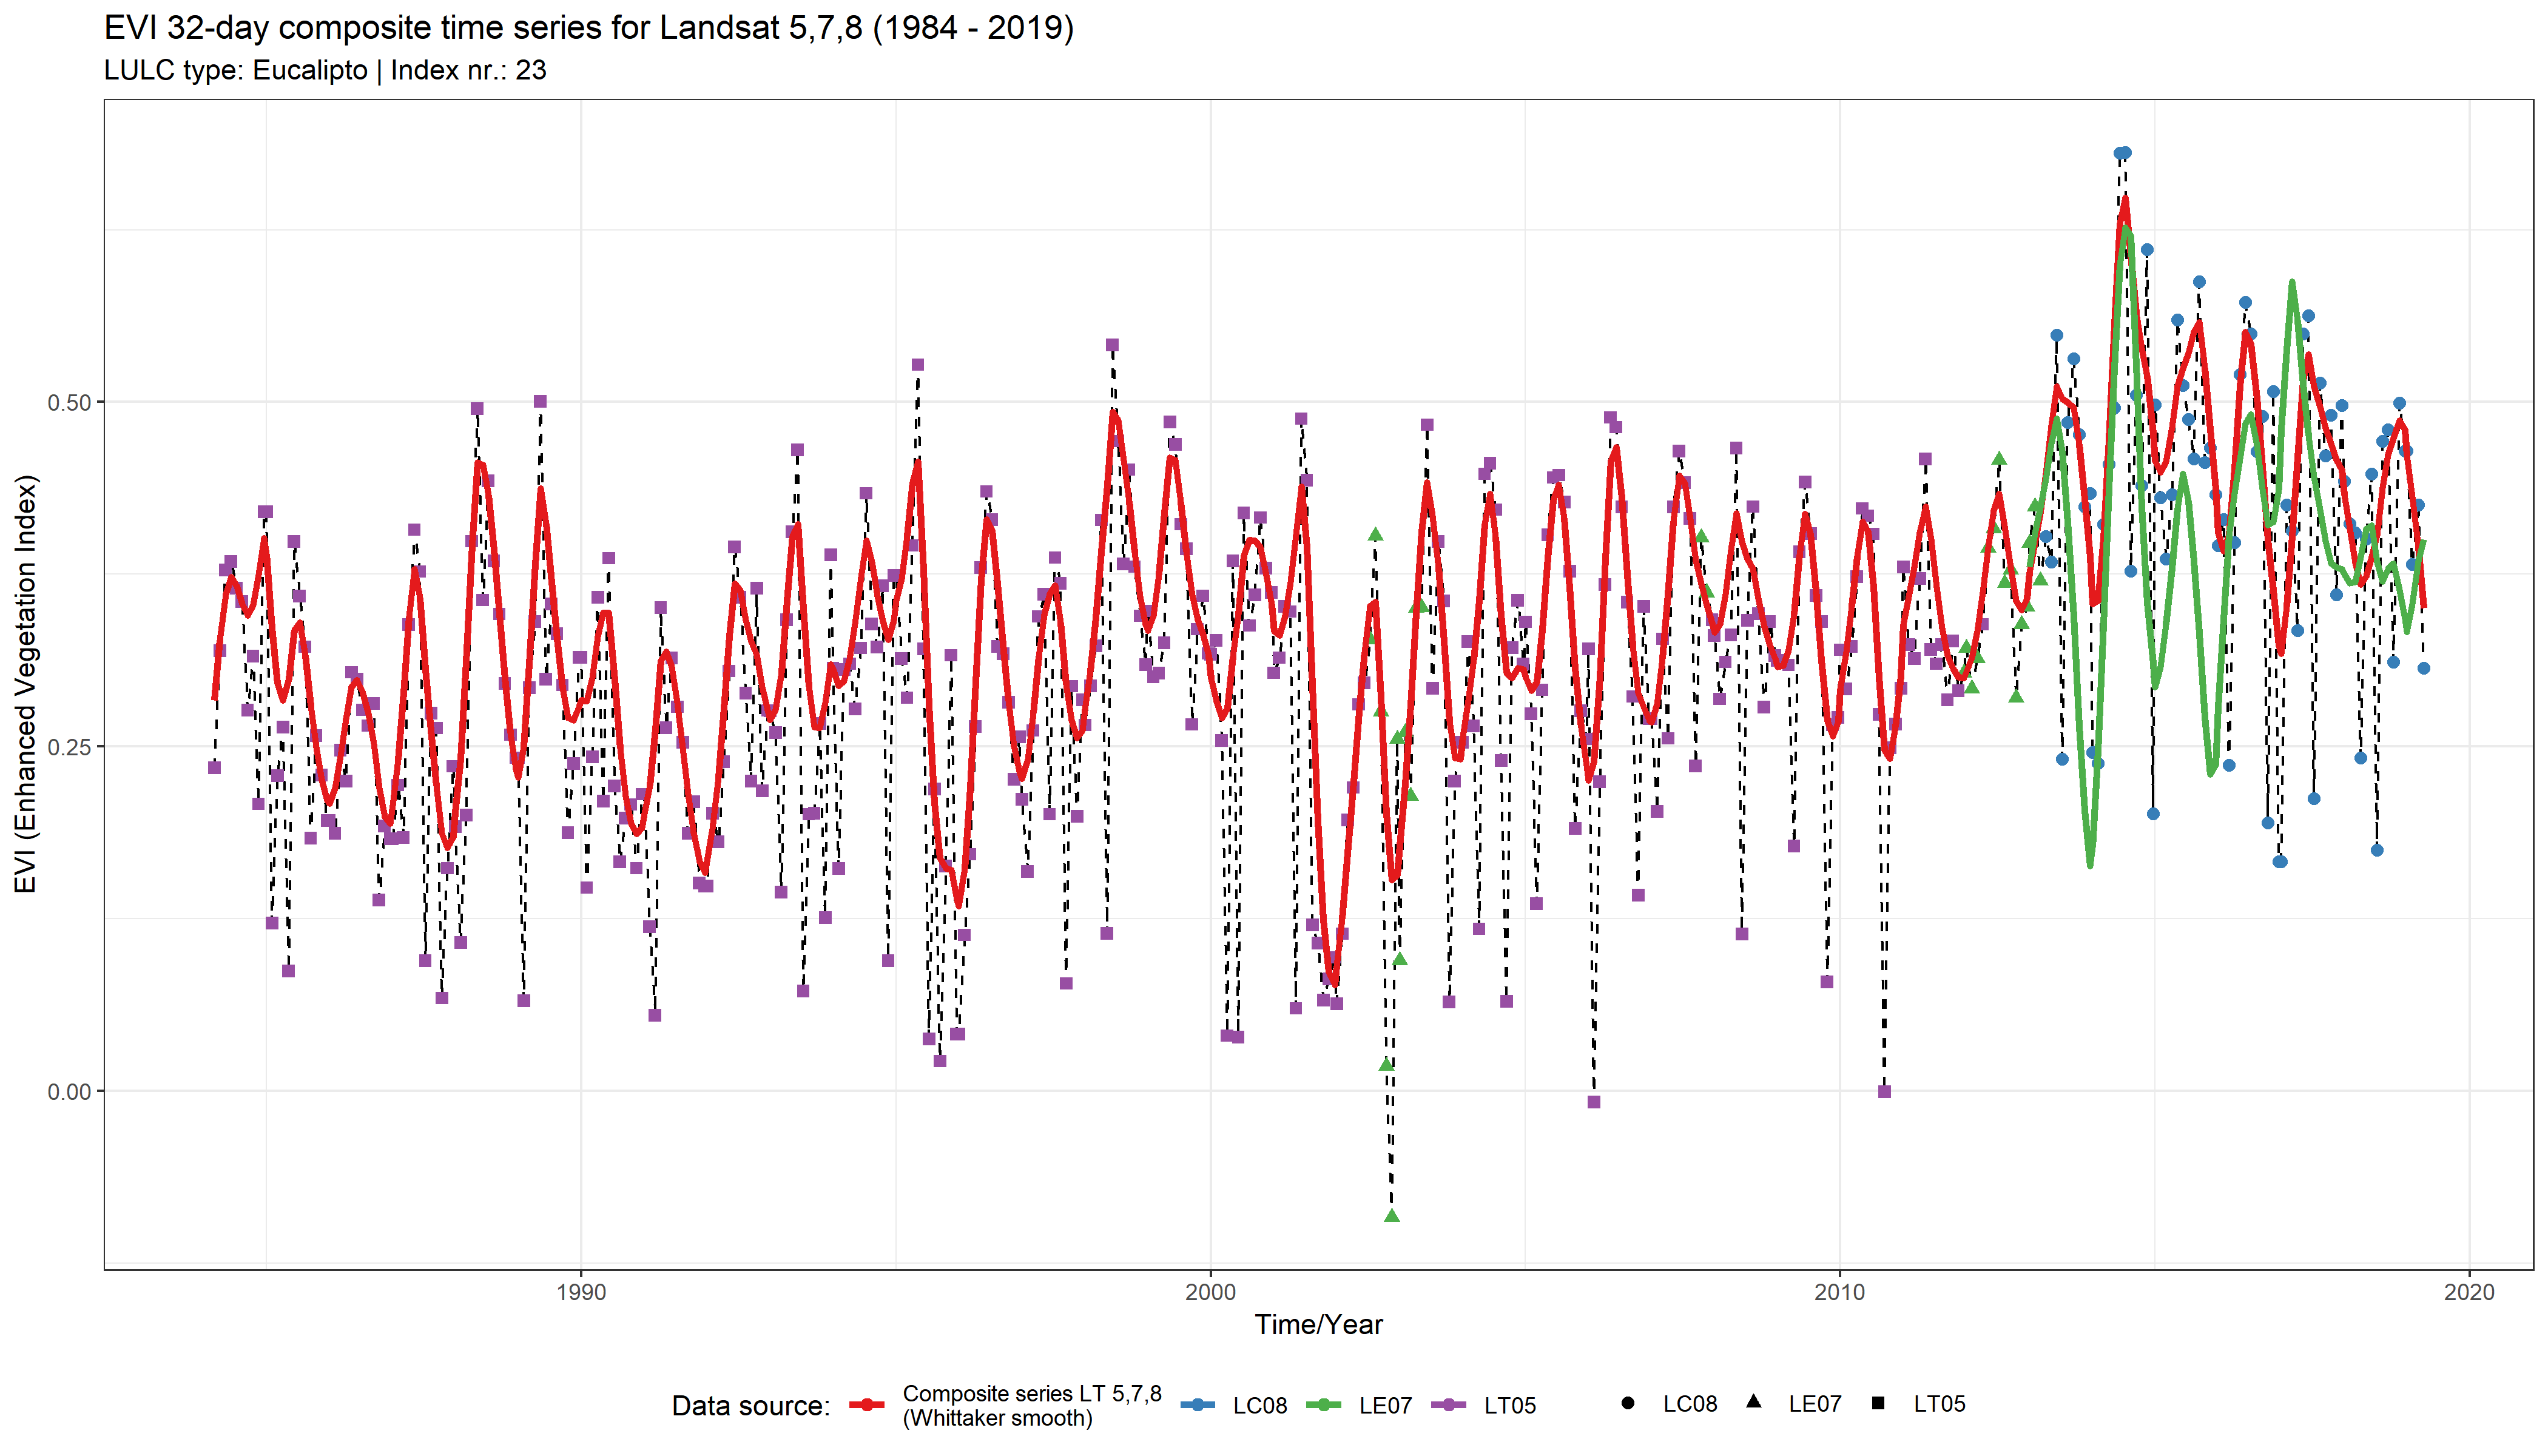 EVI 32-day composite time series for Landsat 5,7,8 (1984 - 2019)
LULC type: Eucalipto | Index nr.: 23
EVI (Enhanced Vegetation Index)
0.50
0.25
0.00
1990
2000
2010
2020
Time/Year
Data source:
Composite series LT 5,7,8
(Whittaker smooth)
LC08
LE07
LT05
LC08
LE07
LT05